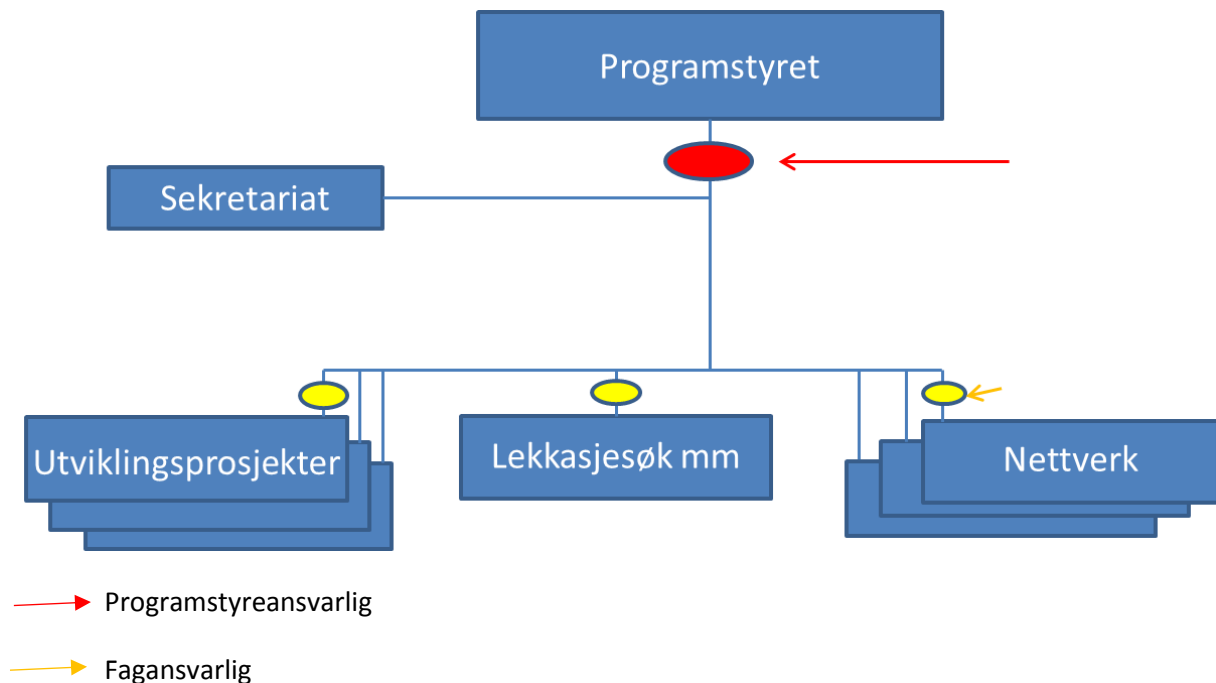 Programstyret
Sekretariat
Utviklingsprosjekter
Lekkasjesøk mm
Nettverk
Programstyreansvarlig
Fagansvarlig